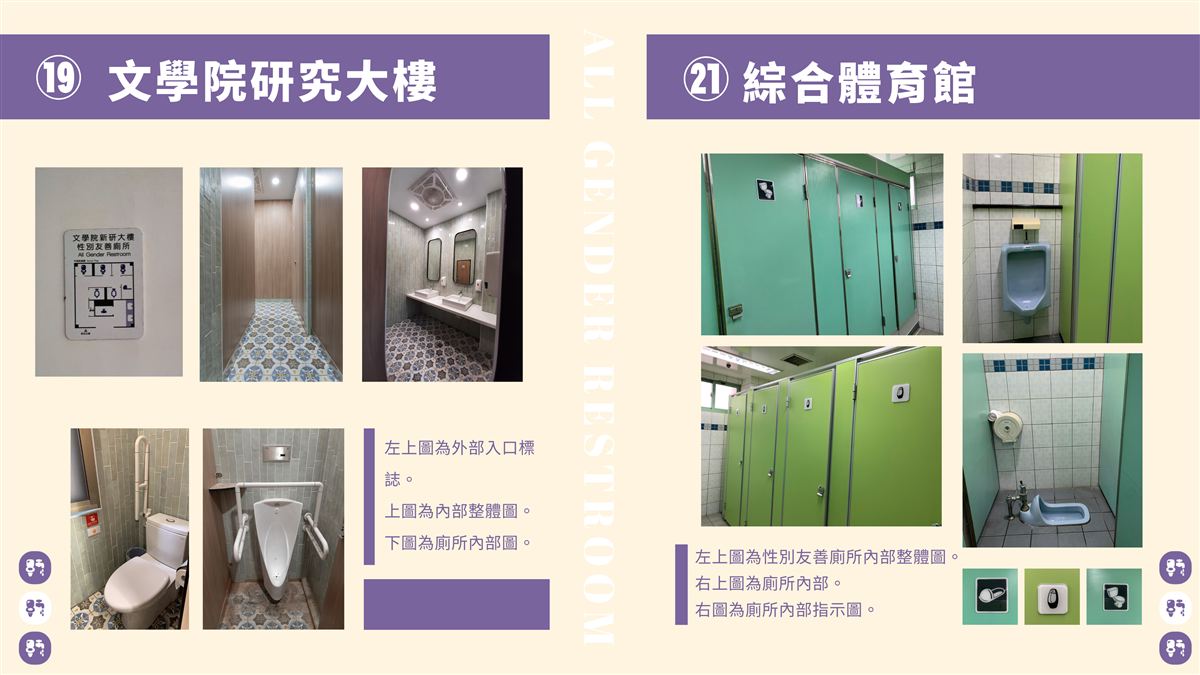 ⑲ 文學院研究大樓
文學院新研大樓
性別友善廁所
All Gender Restroom
左上圖為外部入口標
誌。
上圖為內部整體圖。
下圖為廁所內部圖。
ALL GENDER RESTROOM
㉑ 綜合體育館
左上圖為性別友善廁所內部整體圖。
右上圖為廁所內部。
右圖為廁所內部指示圖。